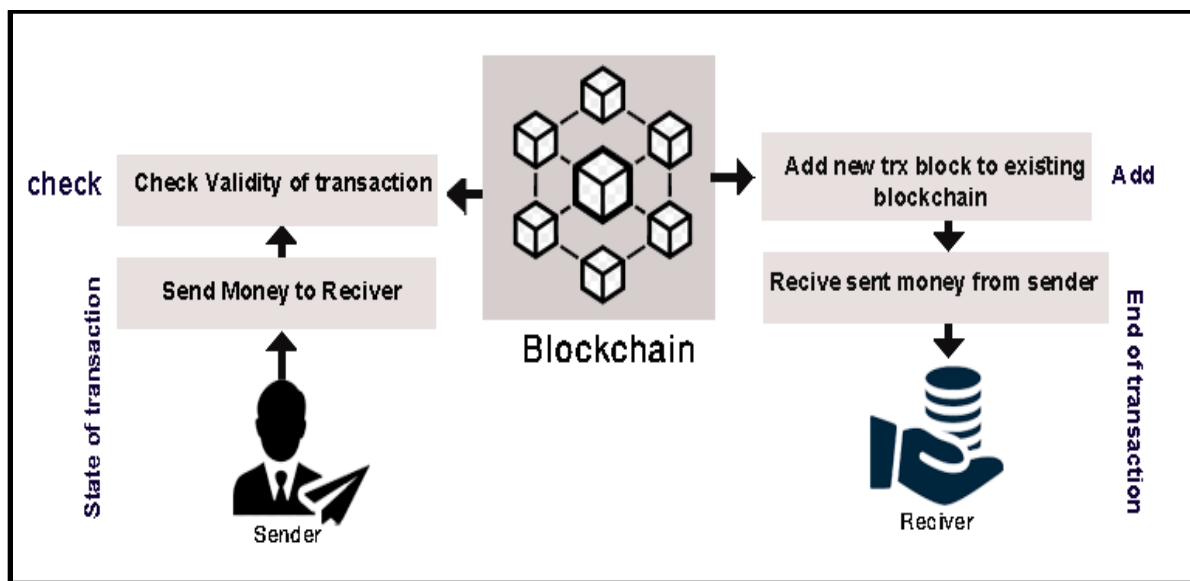 check
Check Validity of transaction
Send Money to Reciver
State of transaction
Sender
Blockchain
Add new trx block to existing
blockchain
Add
Recive sent money from sender
End of transaction
Reciver